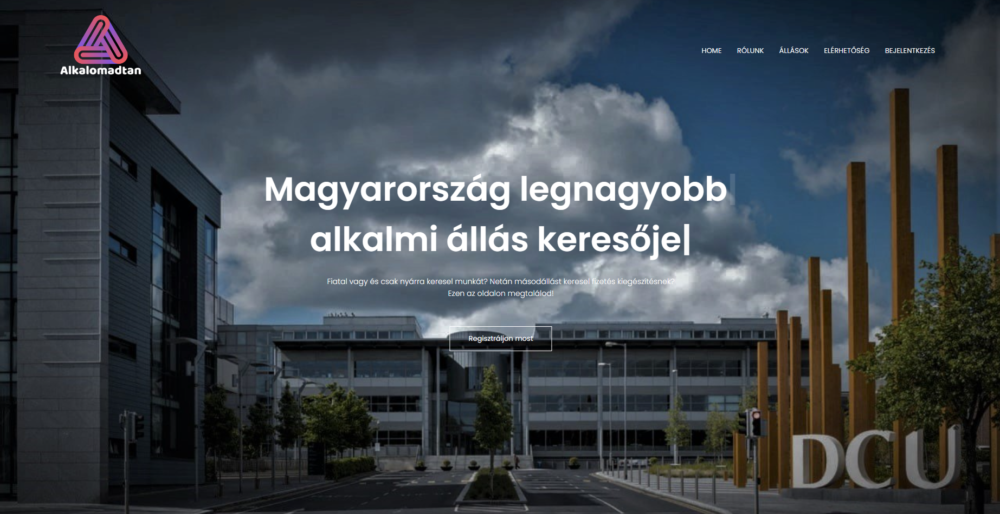 Alkalomadtan
HOME RÓLUNK ÁLLÁSOK ELÉRHETŐSÉG BEJELENTKEZÉS
Magyarország legnagyobb
alkalmi állás keresője
Fiatal vagy és csak nyárra keresel munkát? Netán másodállást keresel fizetés kiegészítésnek?
Ezen az oldalon megtalálod!
Regisztráljon most
DCU